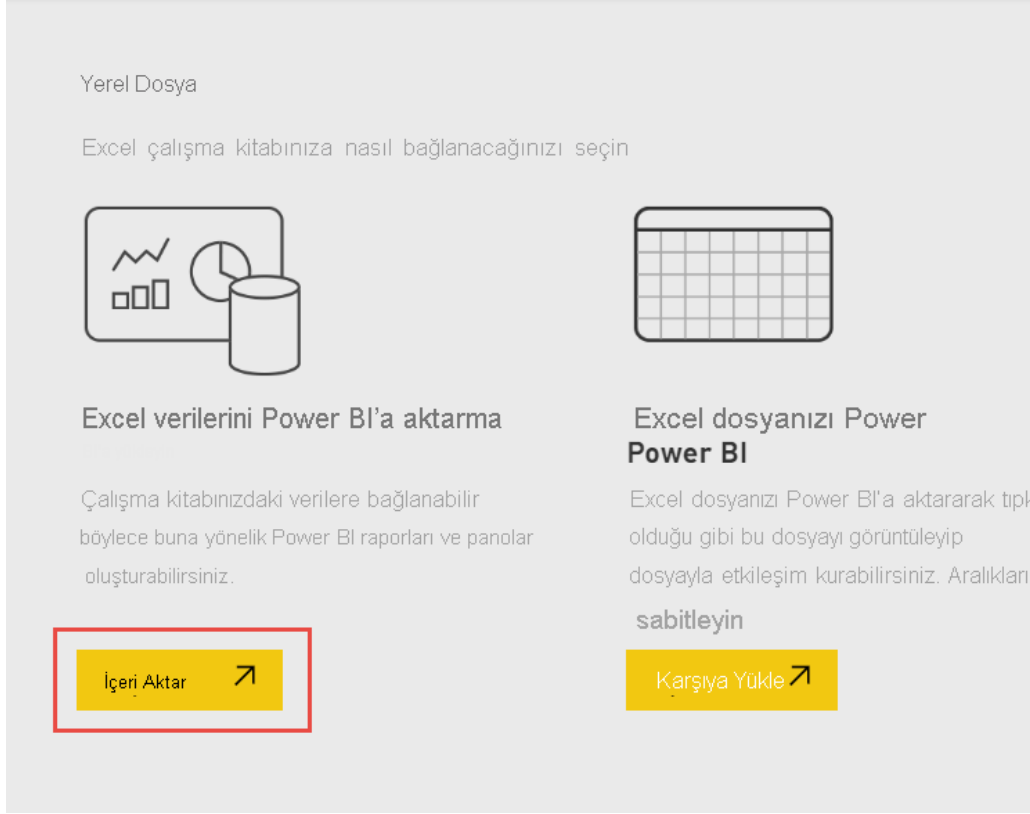 Yerel Dosya
Excel çalışma kitabınıza nasıl bağlanacağınızı seçin
Excel verilerini Power BI’a aktarma
Çalışma kitabınızdaki verilere bağlanabilir
böylece buna yönelik Power BI raporları ve panolar
oluşturabilirsiniz.
İçeri Aktar
Excel dosyanızı Power
Power BI
Excel dosyanızı Power BI'a aktararak tıpk
olduğu gibi bu dosyayı görüntüleyip
dosyayla etkileşim kurabilirsiniz. Aralıkları
sabitleyin
Karşıya Yükle